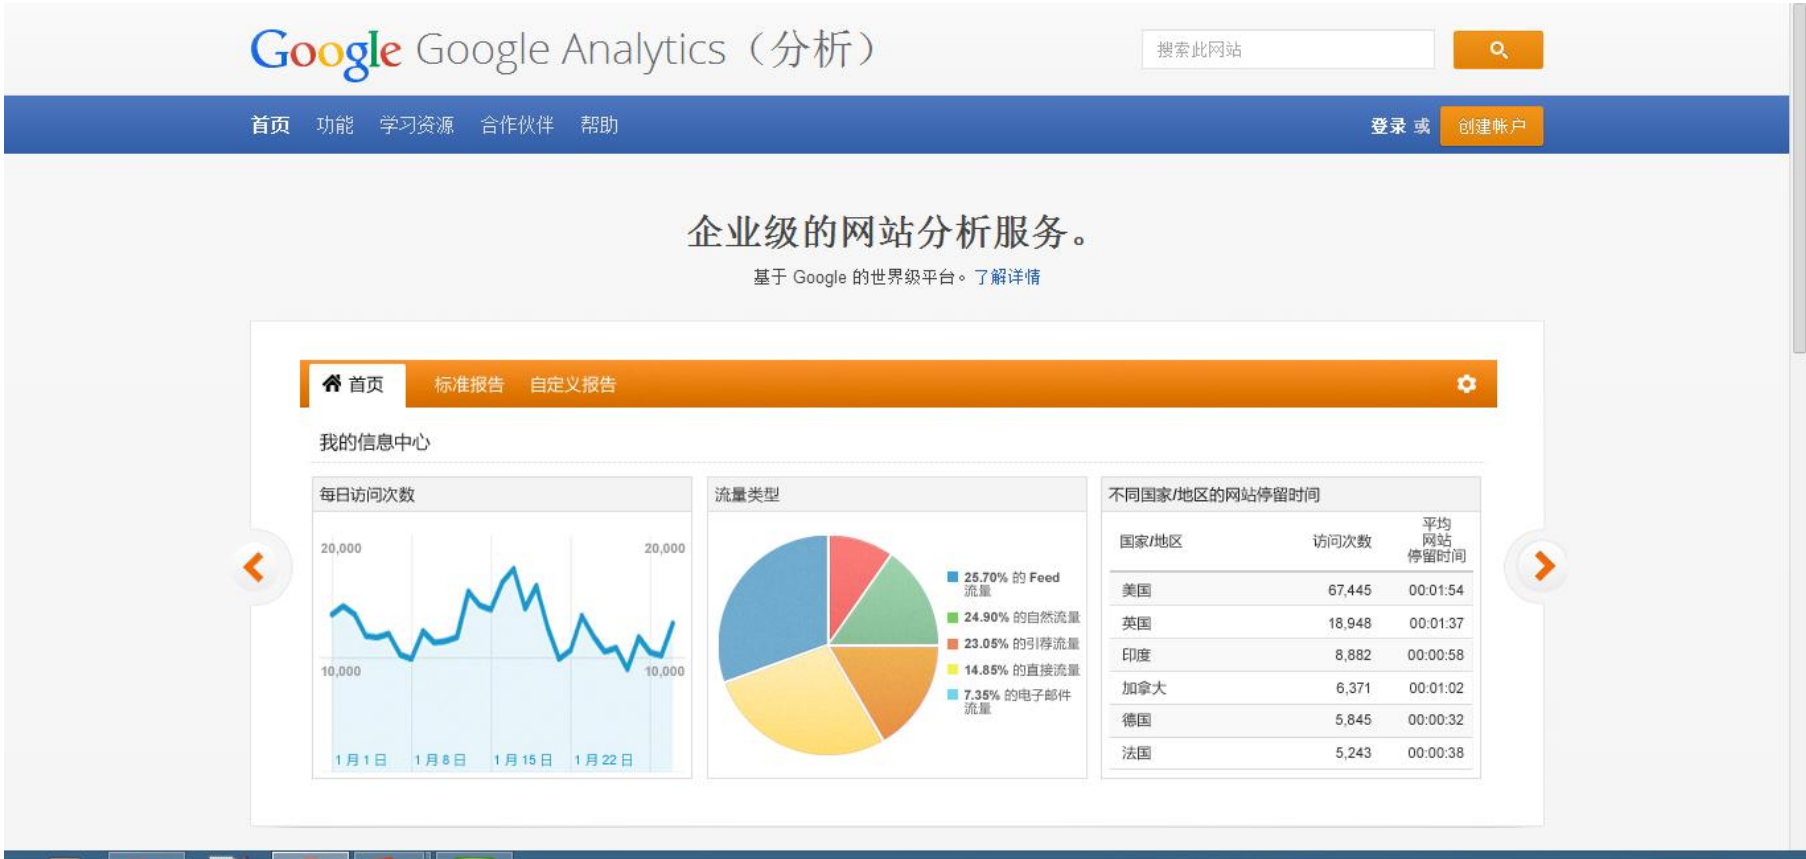 Google Google Analytics（分析）
搜索此网站
首页 功能 学习资源 合作伙伴 帮助
登录 或 创建帐户
企业级的网站分析服务。
基于 Google 的世界级平台。了解详情
首页 标准报告 自定义报告
我的信息中心
每日访问次数
20,000 20,000
10,000 10,000
1 月 1 日 1 月 8 日 1 月 15 日 1 月 22 日
流量类型
25.70% 的 Feed
流量
24.90% 的自然流量
23.05% 的引荐流量
14.85% 的直接流量
7.35% 的电子邮件
流量
不同国家/地区的网站停留时间
国家/地区 访问次数 平均
网站
停留时间
美国 67,445 00:01:54
英国 18,948 00:01:37
印度 8,882 00:00:58
加拿大 6,371 00:01:02
德国 5,845 00:00:32
法国 5,243 00:00:38